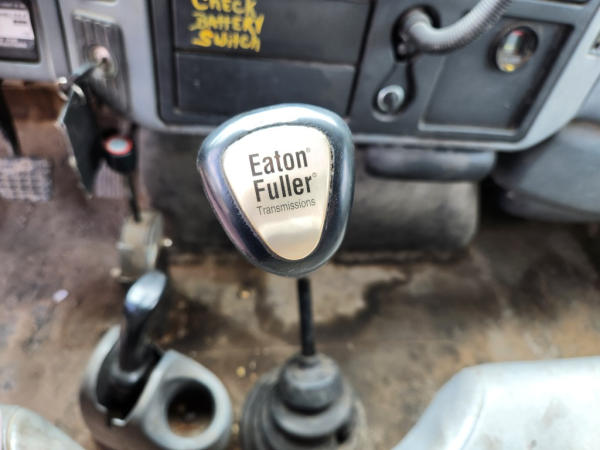 CHECK
BATTERY
SWitCH
Eaton®
Fuller®
Transmissions